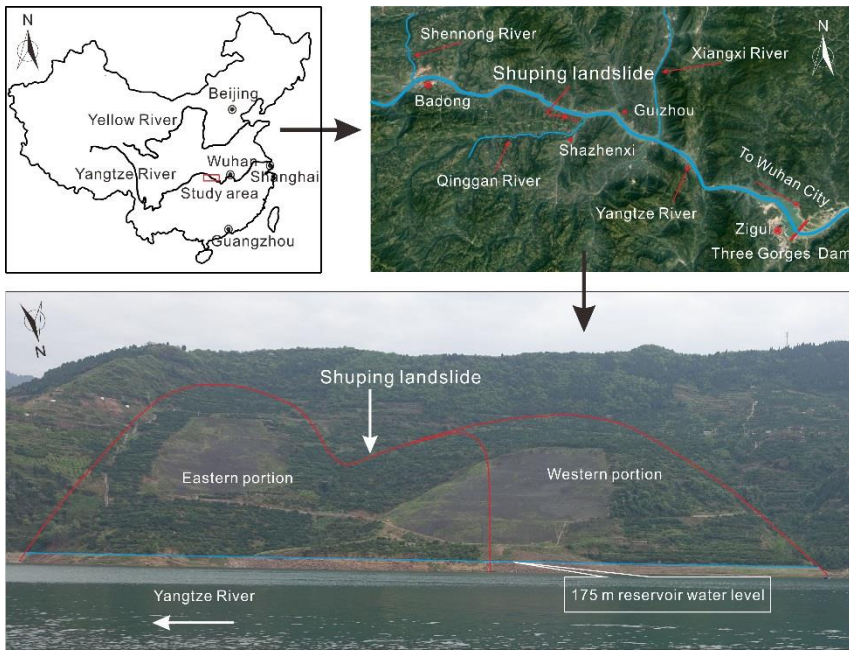 N
Beijing
Yellow River
Yangtze River
Wuhan
Shanghai
Study area
Guangzhou
N
Shennong River
Xiangxi River
Shuping landslide
Badong
Guizhou
Shazhenxi
Qinggan River
To Wuhan City
Yangtze River
Zigui
Three Gorges Dam
N
Shuping landslide
Eastern portion
Western portion
175 m reservoir water level
Yangtze River